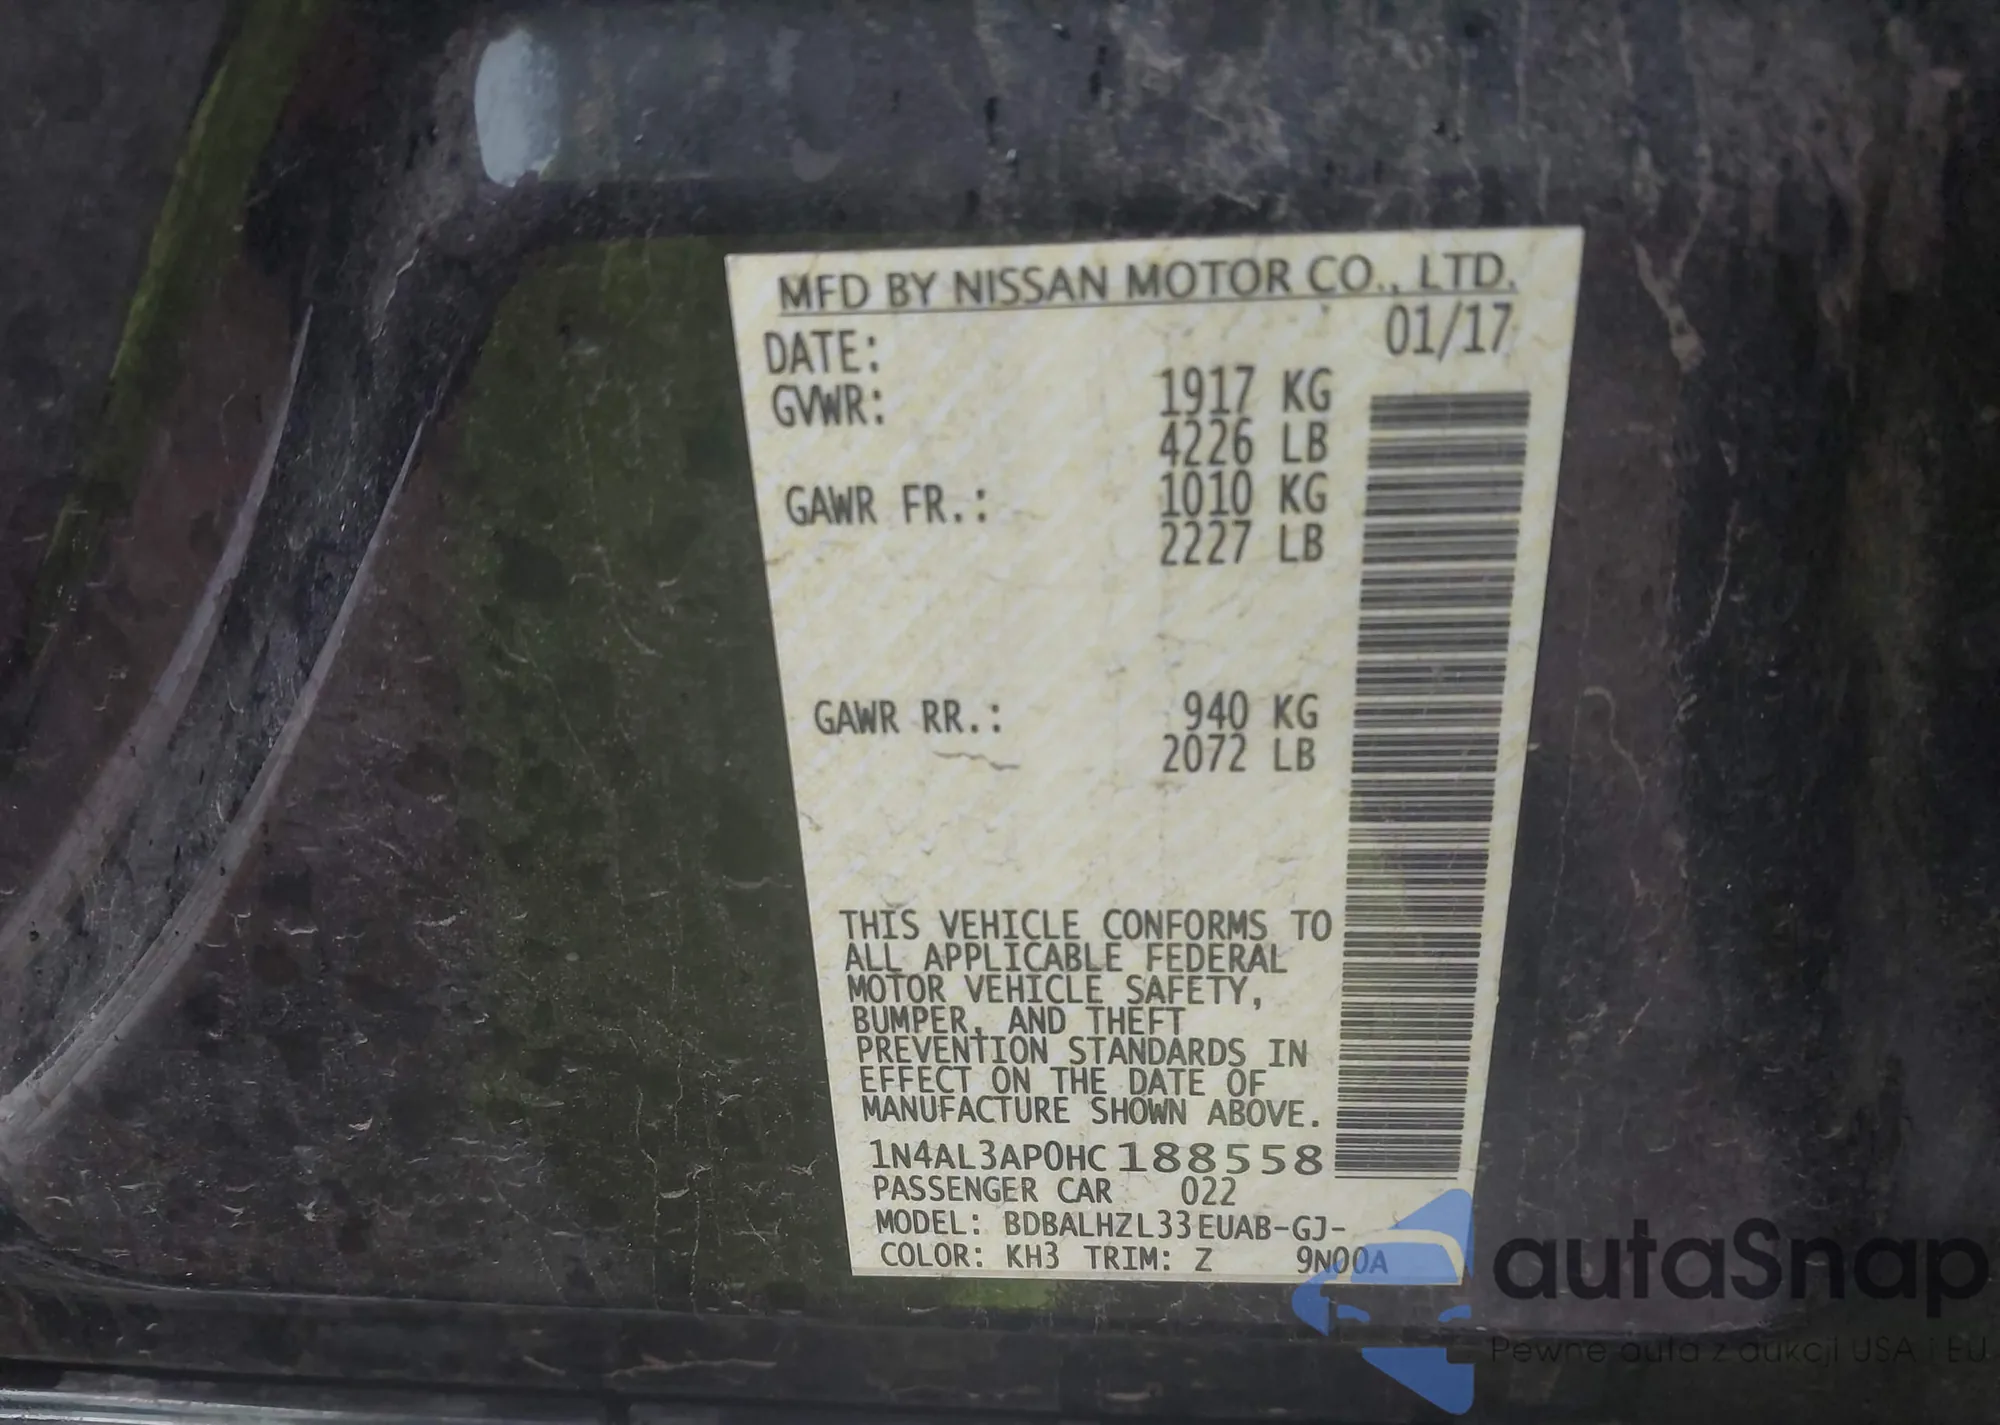 MFD BY NISSAN MOTOR CO., LTD.
DATE: 01/17
GVWR: 1917 KG
4226 LB
GAWR FR.: 1010 KG
2227 LB
GAWR RR.: 940 KG
2072 LB
THIS VEHICLE CONFORMS TO
ALL APPLICABLE FEDERAL
MOTOR VEHICLE SAFETY,
BUMPER, AND THEFT
PREVENTION STANDARDS IN
EFFECT ON THE DATE OF
MANUFACTURE SHOWN ABOVE.
1N4AL3AP0HC188558
PASSENGER CAR 022
MODEL: BDBALHZL33EUAB-GJ-
COLOR: KH3 TRIM: Z 9N00A
autaSnap
Pewne auta z aukcji USA i EU